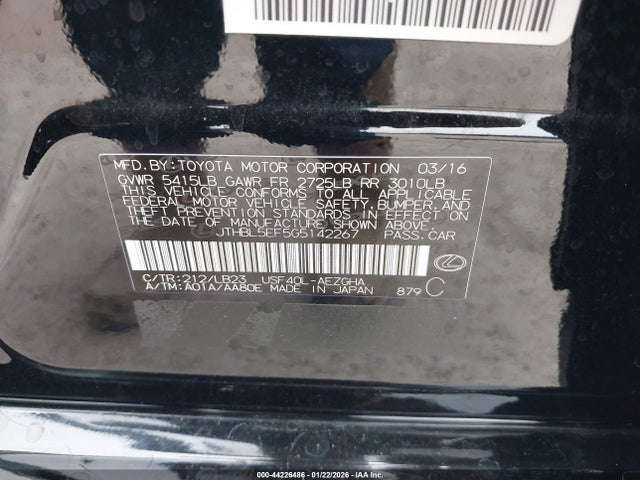 MFD.BY:TOYOTA MOTOR CORPORATION 03/16
GVWR 5415LB GAWR FR 2725LB RR 3010LB
THIS VEHICLE CONFORMS TO ALL APPLICABLE
FEDERAL MOTOR VEHICLE SAFETY, BUMPER, AND
THEFT PREVENTION STANDARDS IN EFFECT ON
THE DATE OF MANUFACTURE SHOWN ABOVE.
JTHBL5EF5G5142267 PASS.CAR
C/TR:212/LB23 USF40L-AEZGHA
A/TM:A01A/AA80E MADE IN JAPAN 879 C
000-44226486 - 01/22/2026 - IAAI.COM